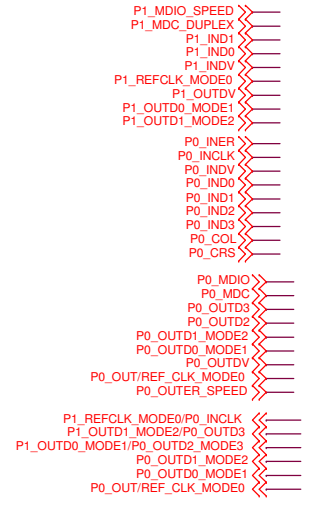 P1_MDIO_SPEED
P1_MDC_DUPLEX
P1_IND1
P1_IND0
P1_INDV
P1_REFCLK_MODE0
P1_OUTDV
P1_OUTD0_MODE1
P1_OUTD1_MODE2
P0_INER
P0_INCLK
P0_INDV
P0_IND0
P0_IND1
P0_IND2
P0_IND3
P0_COL
P0_CRS
P0_MDIO
P0_MDC
P0_OUTD3
P0_OUTD2
P0_OUTD1_MODE2
P0_OUTD0_MODE1
P0_OUTDV
P0_OUT/REF_CLK_MODE0
P0_OUTER_SPEED
P1_REFCLK_MODE0/P0_INCLK
P1_OUTD1_MODE2/P0_OUTD3
P1_OUTD0_MODE1/P0_OUTD2_MODE3
P0_OUTD1_MODE2
P0_OUTD0_MODE1
P0_OUT/REF_CLK_MODE0